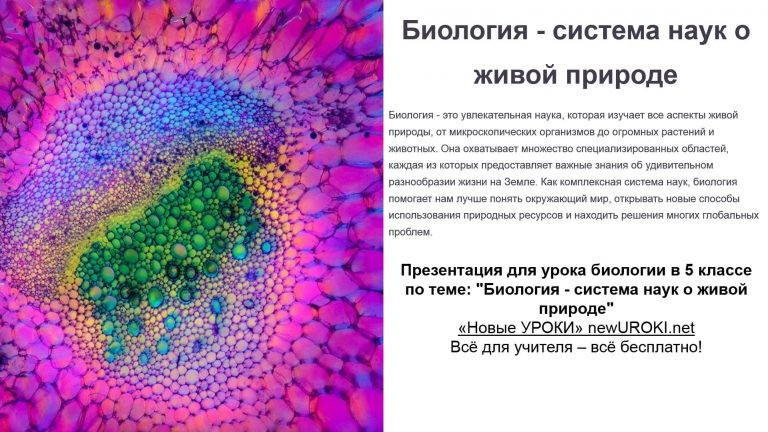 Биология - система наук о
живой природе
Биология - это увлекательная наука, которая изучает все аспекты живой
природы, от микроскопических организмов до огромных растений и
животных. Она охватывает множество специализированных областей,
каждая из которых предоставляет важные знания об удивительном
разнообразии жизни на Земле. Как комплексная система наук, биология
помогает нам лучше понять окружающий мир, открывать новые способы
использования природных ресурсов и находить решения многих глобальных
проблем.
Презентация для урока биологии в 5 классе
по теме: "Биология - система наук о живой
природе"
«Новые УРОКИ» newUROKI.net
Всё для учителя – всё бесплатно!